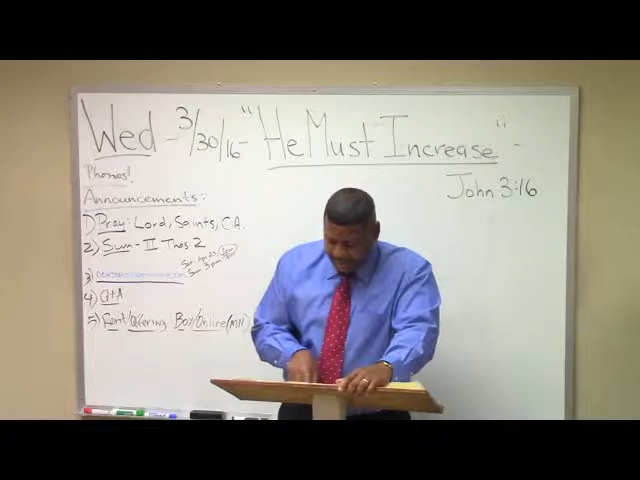 Wed - 3/30/16 - "He Must Increase" -
Phones!
John 3:16
Announcements:
1) Pray: Lord, Saints, C.A.
2) Sun - II Thes 2
3)
4) Q+A
5) Rent/Offering: Box/Online (MN)